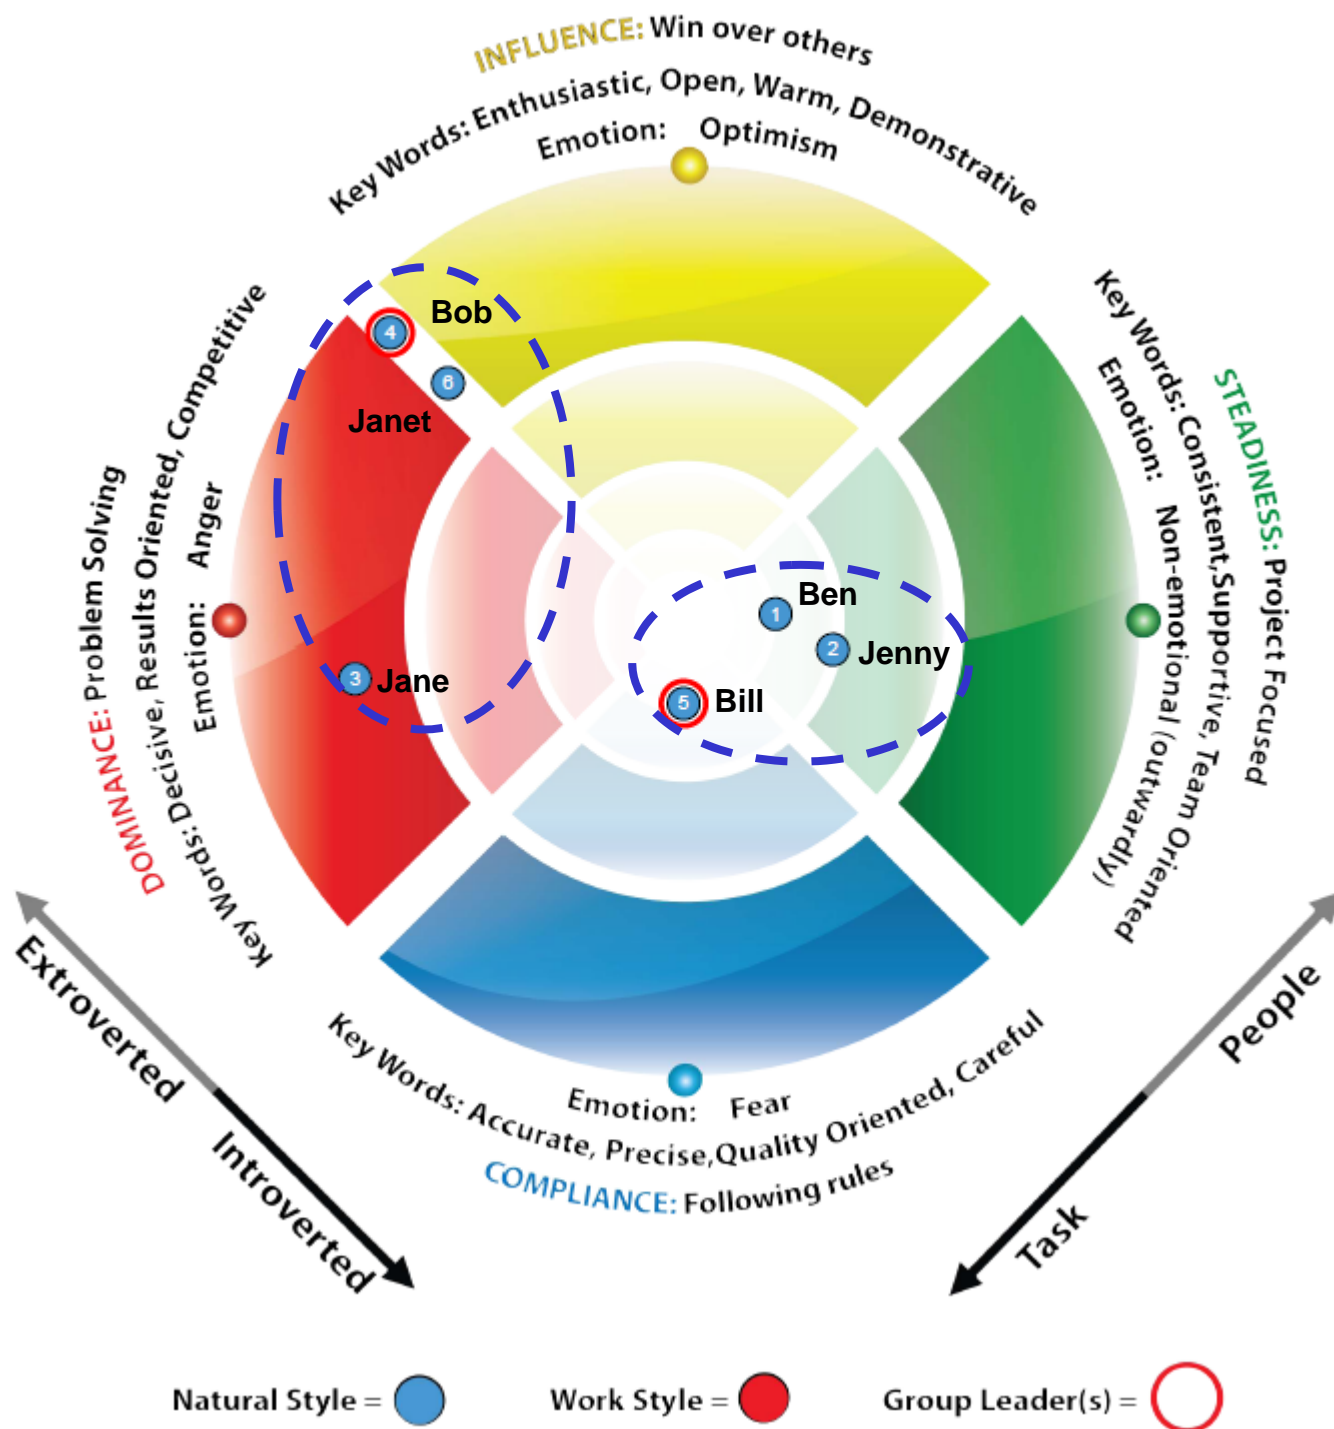 INFLUENCE: Win over others
Key Words: Enthusiastic, Open, Warm, Demonstrative
Emotion: Optimism
DOMINANCE: Problem Solving
Key Words: Decisive, Results Oriented, Competitive
Emotion: Anger
STEADINESS: Project Focused
Key Words: Consistent,Supportive, Team Oriented
Emotion: Non-emotional (outwardly)
4
Bob
6
Janet
3
Jane
1
Ben
2
Jenny
5
Bill
Emotion: Fear
Key Words: Accurate, Precise,Quality Oriented, Careful
COMPLIANCE: Following rules
Extroverted
Introverted
People
Task
Natural Style =
Work Style =
Group Leader(s) =